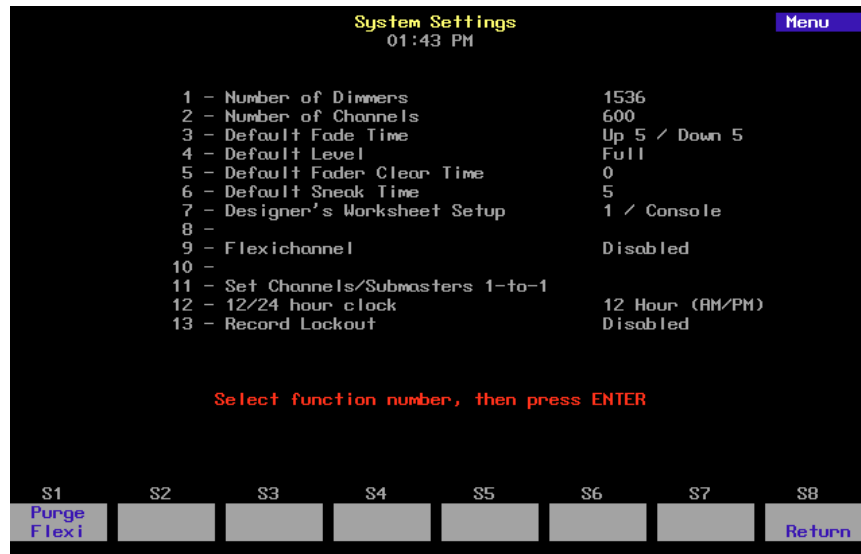 System Settings
Menu
01:43 PM
1 - Number of Dimmers 1536
2 - Number of Channels 600
3 - Default Fade Time Up 5 / Down 5
4 - Default Level Full
5 - Default Fader Clear Time 0
6 - Default Sneak Time 5
7 - Designer's Worksheet Setup 1 / Console
8 -
9 - Flexichannel Disabled
10 -
11 - Set Channels/Submasters 1-to-1
12 - 12/24 hour clock 12 Hour (AM/PM)
13 - Record Lockout Disabled
Select function number, then press ENTER
S1 S2 S3 S4 S5 S6 S7 S8
Purge
Flexi Return